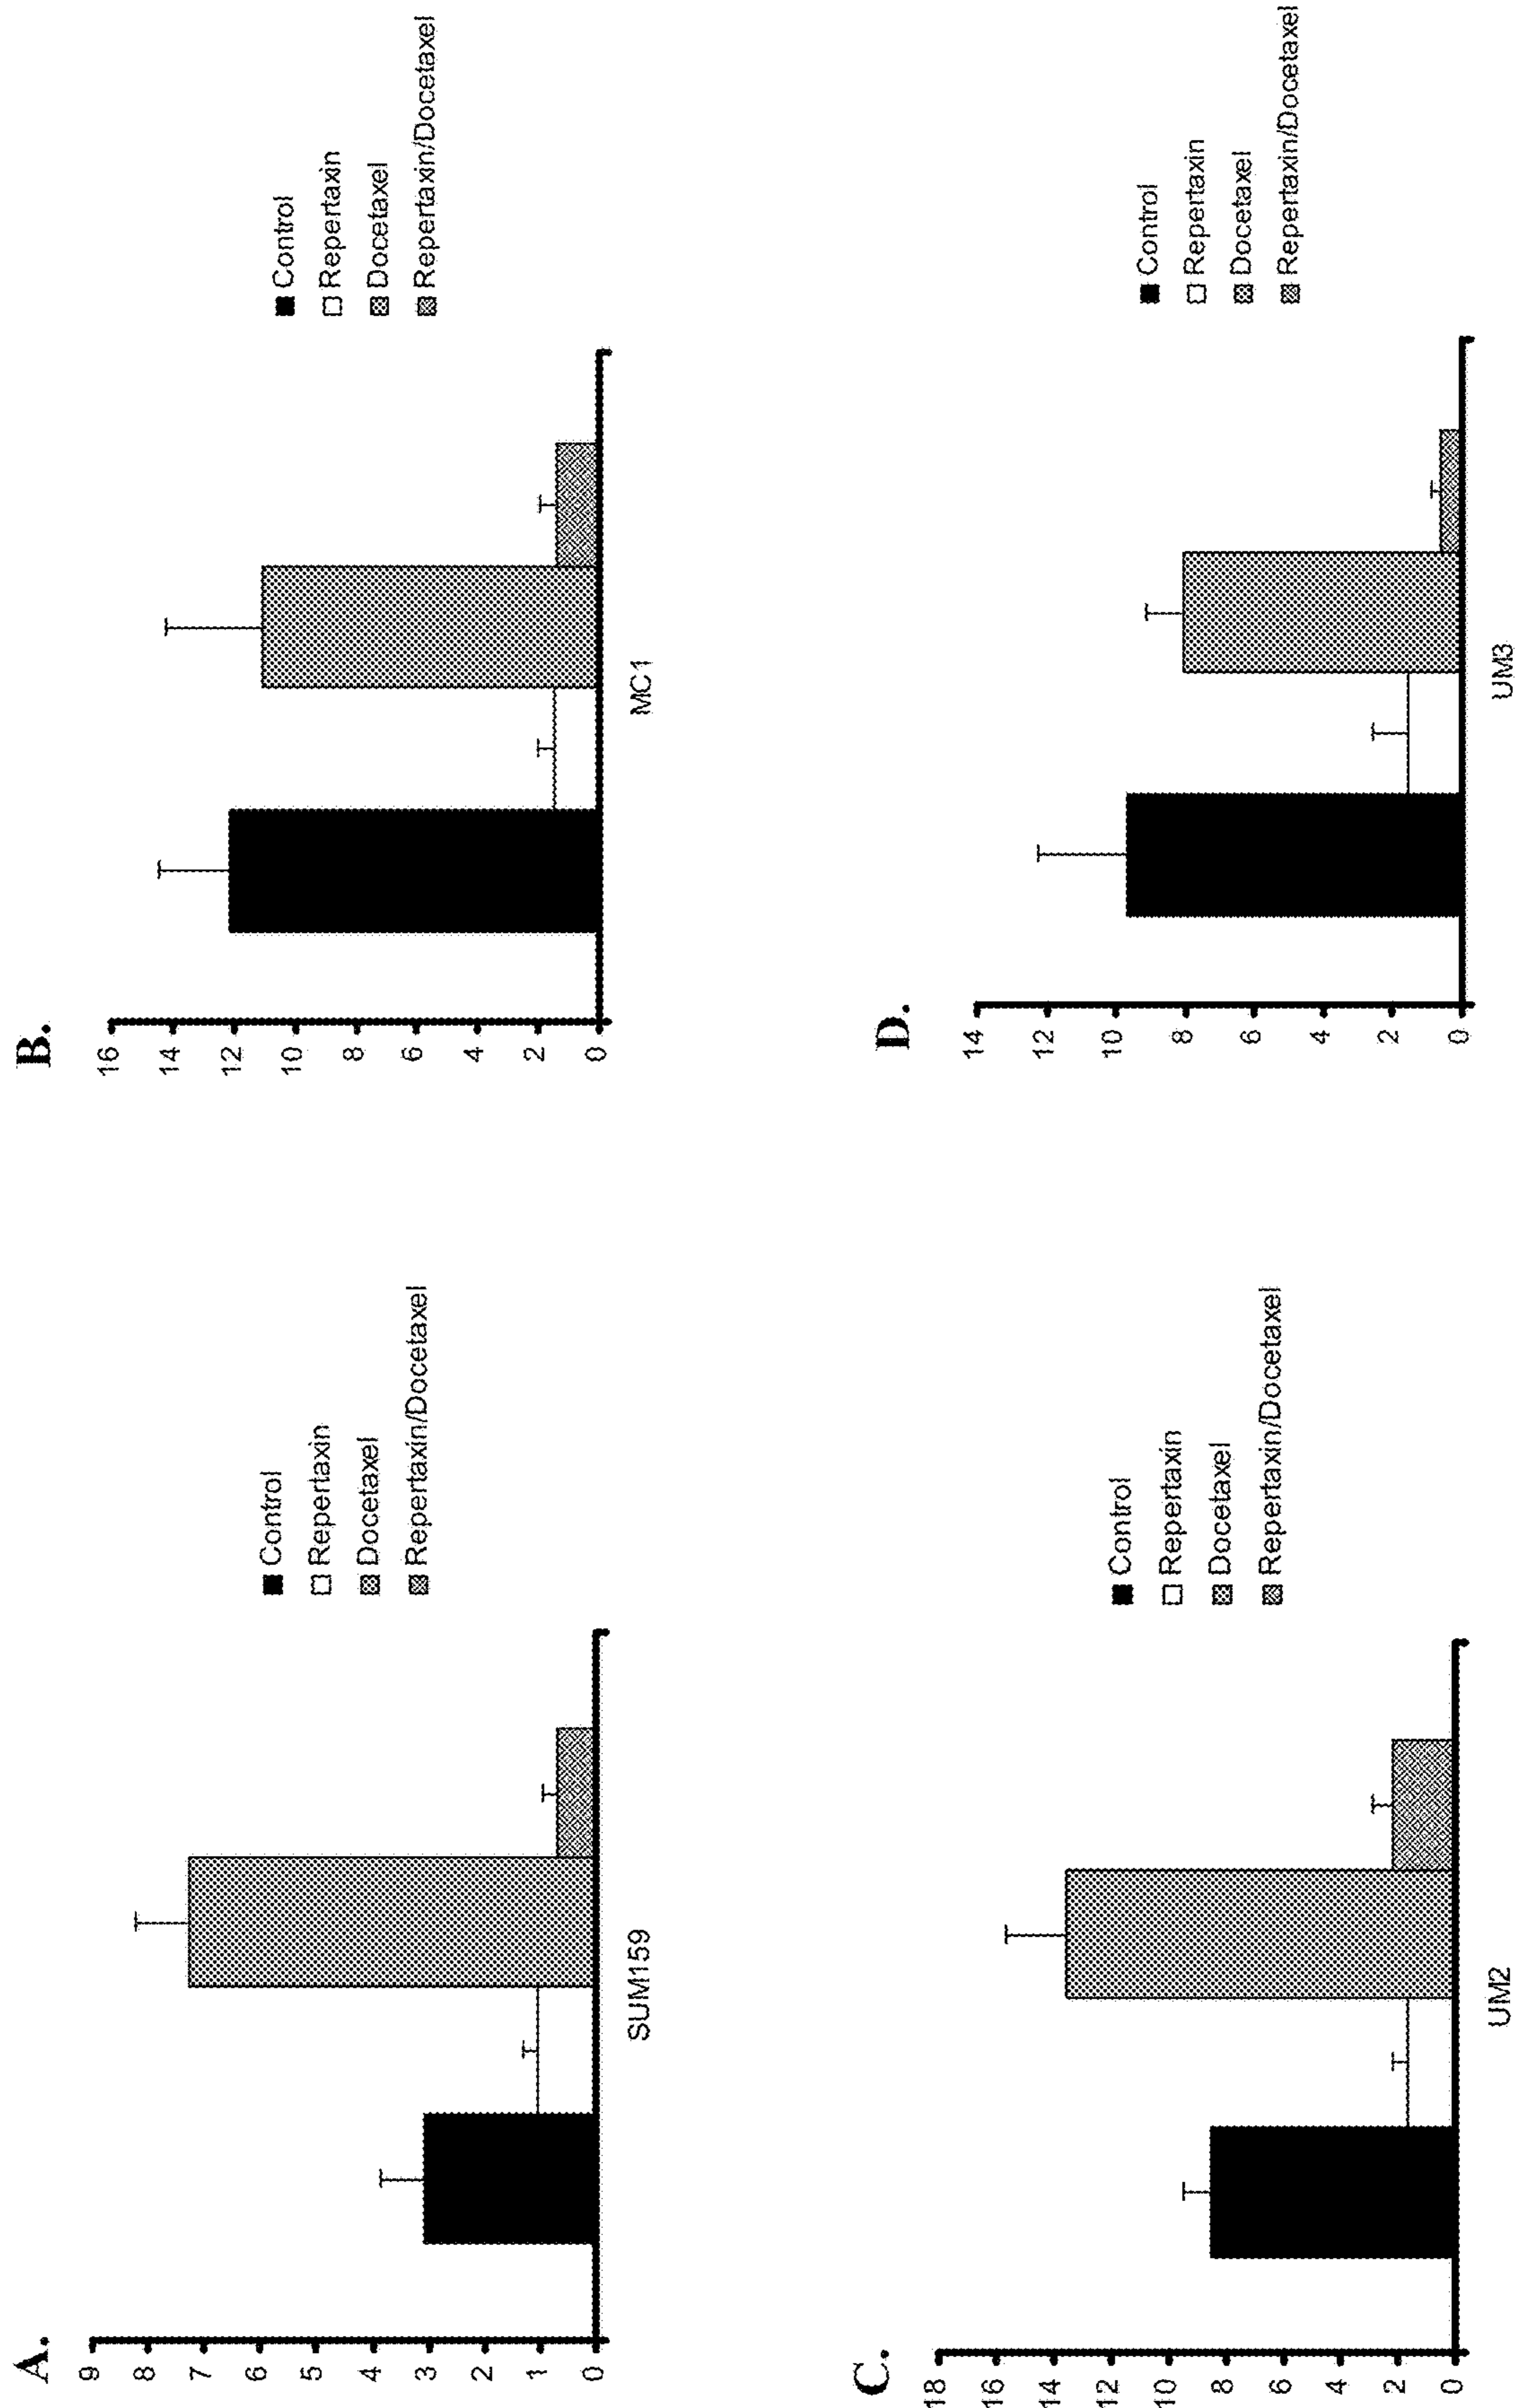 A.
9
8
7
6
5
4
3
2
1
0
SUM159
Control
Repertaxin
Docetaxel
Repertaxin/Docetaxel
B.
16
14
12
10
8
6
4
2
0
MC1
Control
Repertaxin
Docetaxel
Repertaxin/Docetaxel
C.
18
16
14
12
10
8
6
4
2
0
UM2
Control
Repertaxin
Docetaxel
Repertaxin/Docetaxel
D.
14
12
10
8
6
4
2
0
UM3
Control
Repertaxin
Docetaxel
Repertaxin/Docetaxel